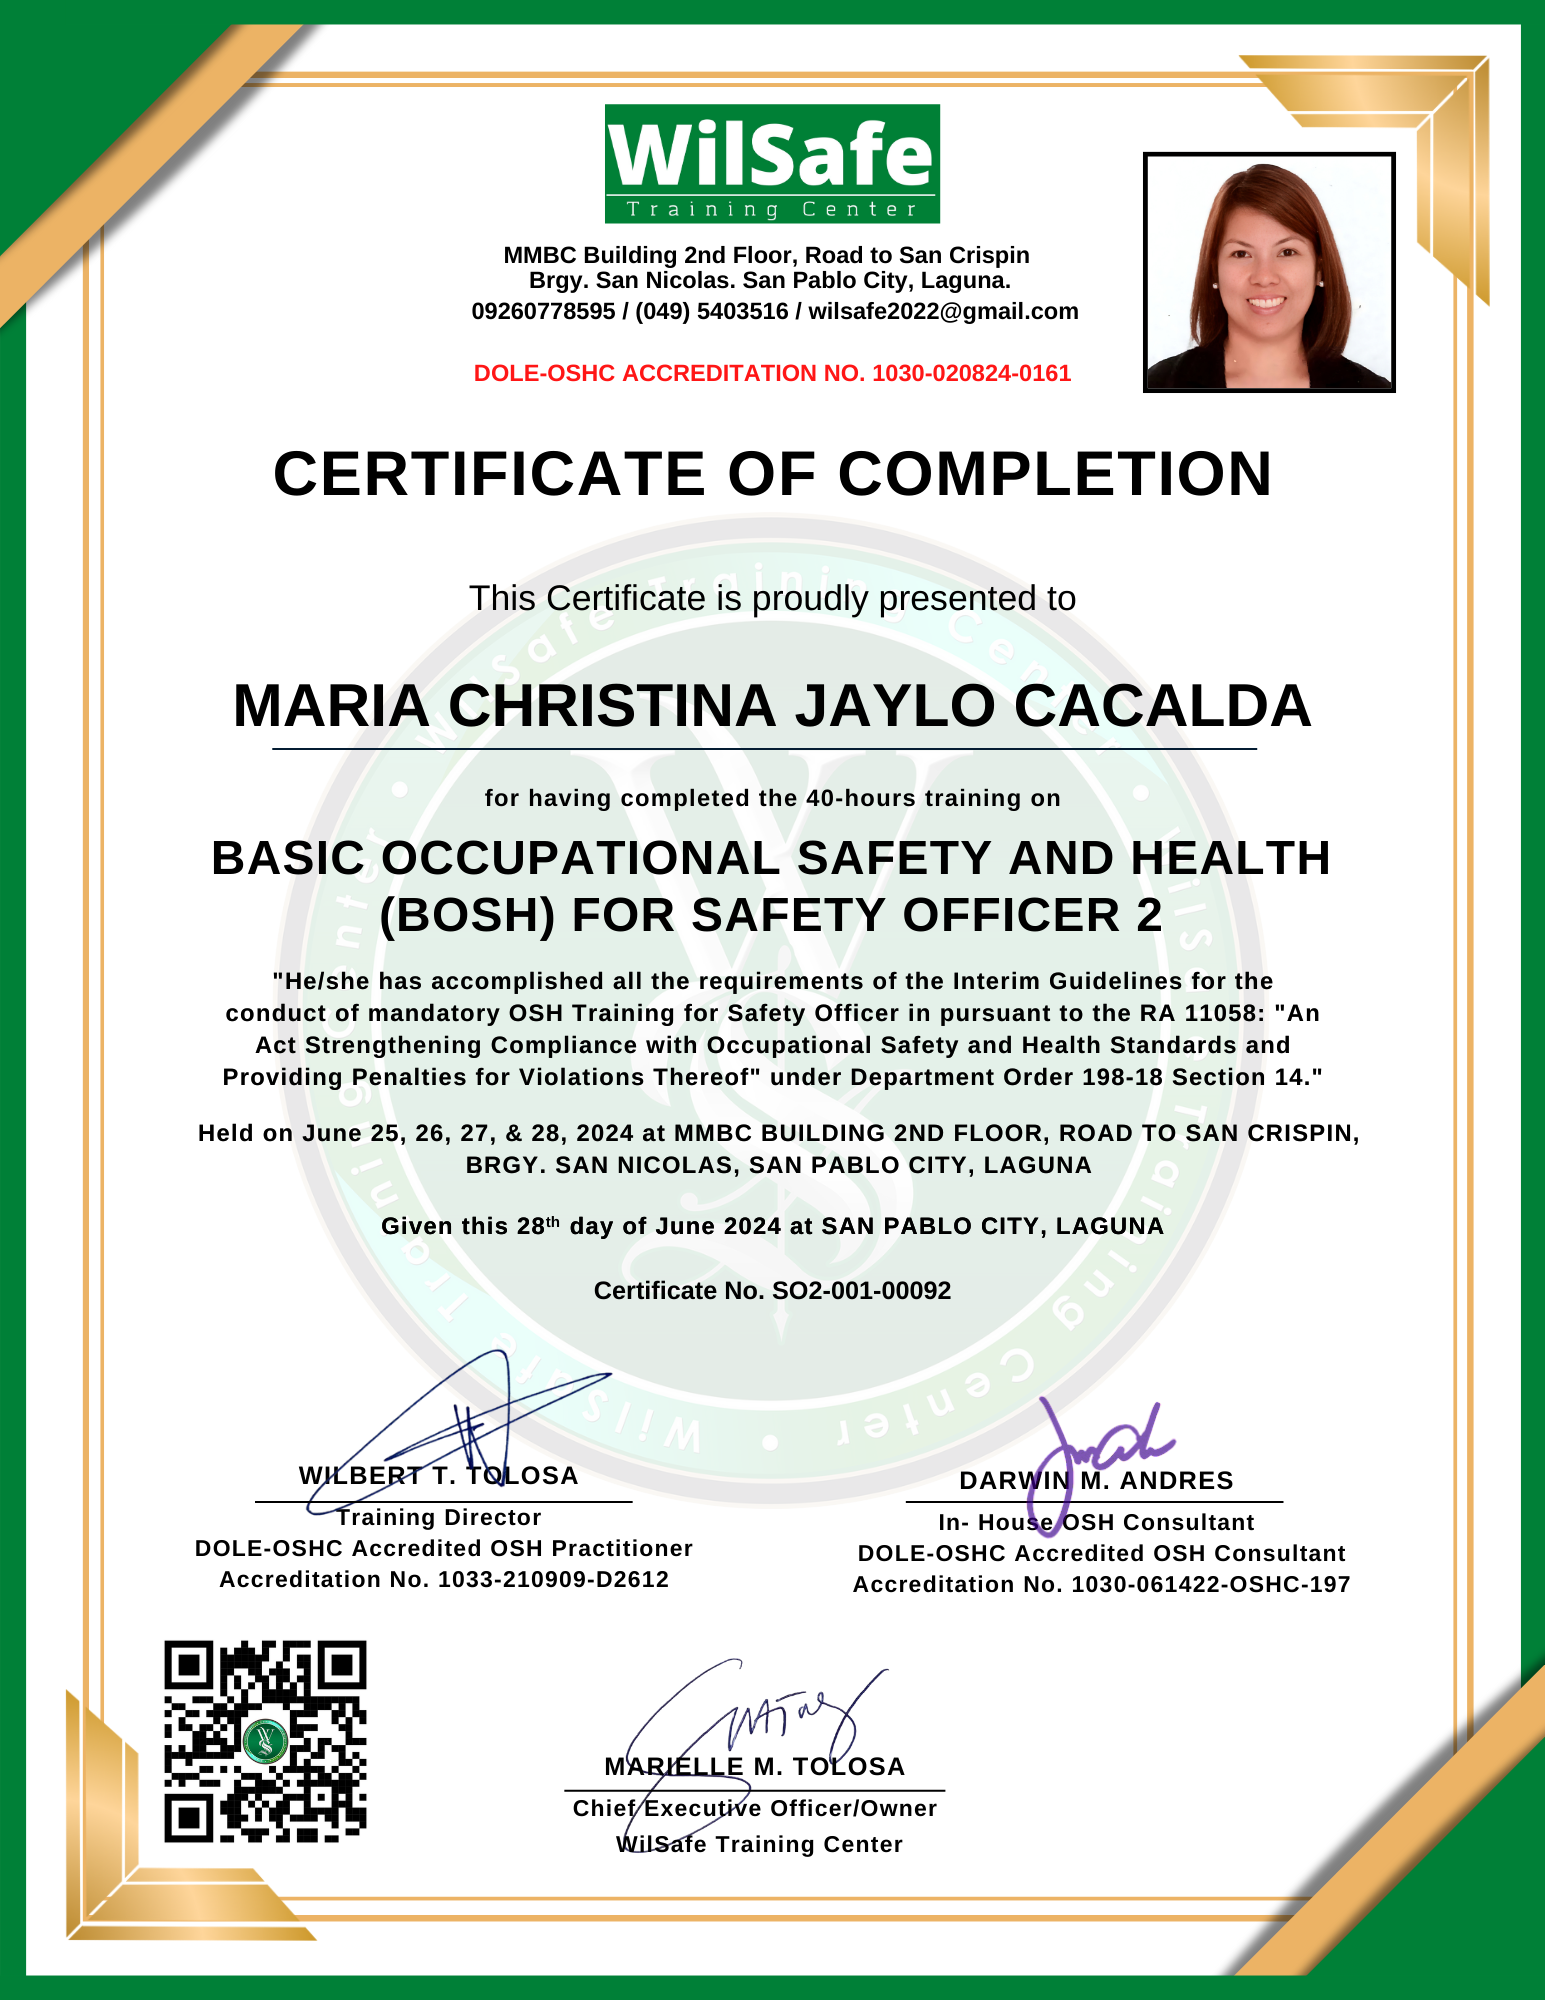 WilSafe
Training Center
MMBC Building 2nd Floor, Road to San Crispin
Brgy. San Nicolas. San Pablo City, Laguna.
09260778595 / (049) 5403516 / wilsafe2022@gmail.com
DOLE-OSHC ACCREDITATION NO. 1030-020824-0161
CERTIFICATE OF COMPLETION
This Certificate is proudly presented to
MARIA CHRISTINA JAYLO CACALDA
for having completed the 40-hours training on
BASIC OCCUPATIONAL SAFETY AND HEALTH
(BOSH) FOR SAFETY OFFICER 2
"He/she has accomplished all the requirements of the Interim Guidelines for the
conduct of mandatory OSH Training for Safety Officer in pursuant to the RA 11058: "An
Act Strengthening Compliance with Occupational Safety and Health Standards and
Providing Penalties for Violations Thereof" under Department Order 198-18 Section 14."
Held on June 25, 26, 27, & 28, 2024 at MMBC BUILDING 2ND FLOOR, ROAD TO SAN CRISPIN,
BRGY. SAN NICOLAS, SAN PABLO CITY, LAGUNA
Given this 28th day of June 2024 at SAN PABLO CITY, LAGUNA
Certificate No. SO2-001-00092
WilSafe Training Center • WilSafe Training Center • WilSafe Training Center •
WILBERT T. TOLOSA
Training Director
DOLE-OSHC Accredited OSH Practitioner
Accreditation No. 1033-210909-D2612
DARWIN M. ANDRES
In- House OSH Consultant
DOLE-OSHC Accredited OSH Consultant
Accreditation No. 1030-061422-OSHC-197
MARIELLE M. TOLOSA
Chief Executive Officer/Owner
WilSafe Training Center